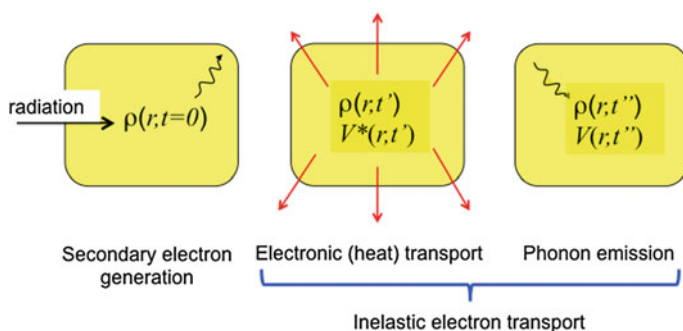 radiation
ρ(r,t=0)
ρ(r,t')
V*(r,t')
ρ(r,t'')
V(r,t'')
Secondary electron
generation
Electronic (heat) transport
Phonon emission
Inelastic electron transport